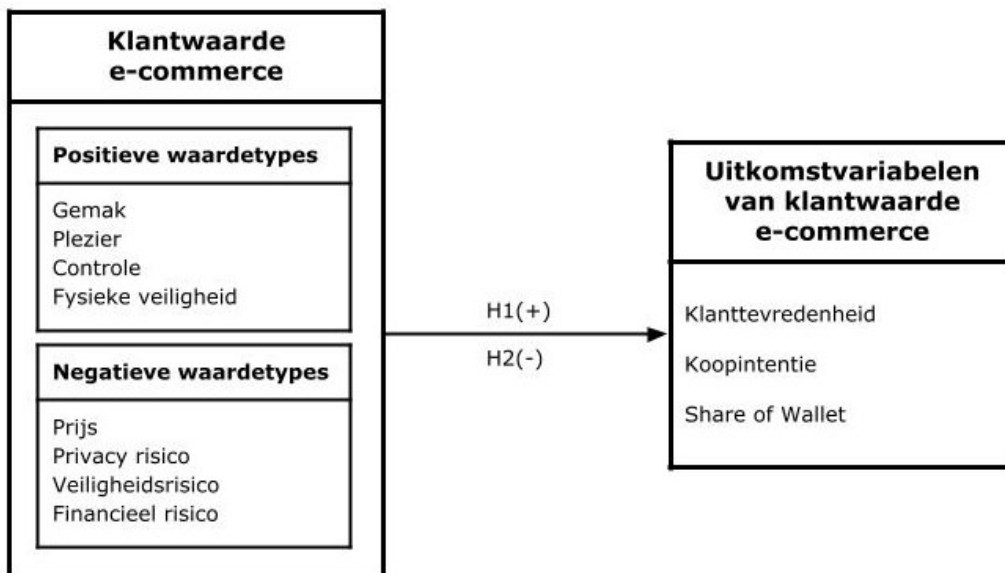 Klantwaarde
e-commerce
Positieve waardetypes
Gemak
Plezier
Controle
Fysieke veiligheid
Negatieve waardetypes
Prijs
Privacy risico
Veiligheidsrisico
Financieel risico
H1(+)
H2(-)
Uitkomstvariabelen
van klantwaarde
e-commerce
Klanttevredenheid
Koopintentie
Share of Wallet